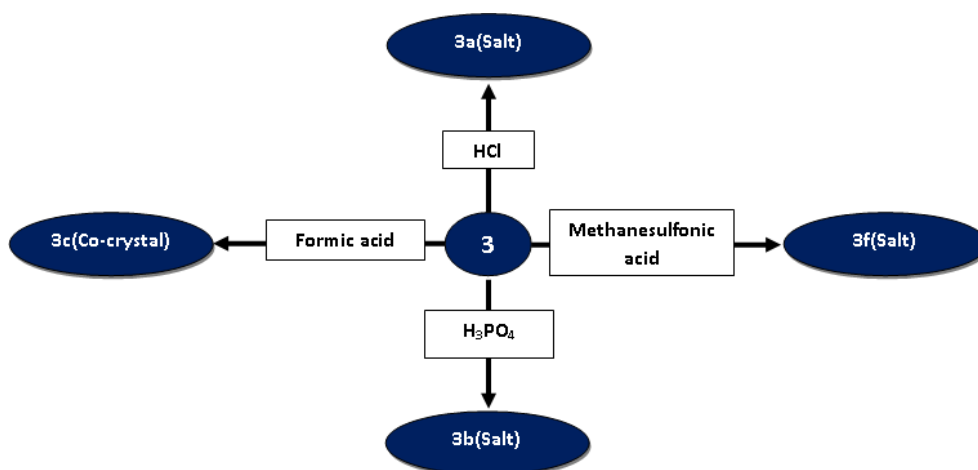 3a(Salt)
HCl
3c(Co-crystal)
Formic acid
3
Methanesulfonic
acid
3f(Salt)
H₃PO₄
3b(Salt)